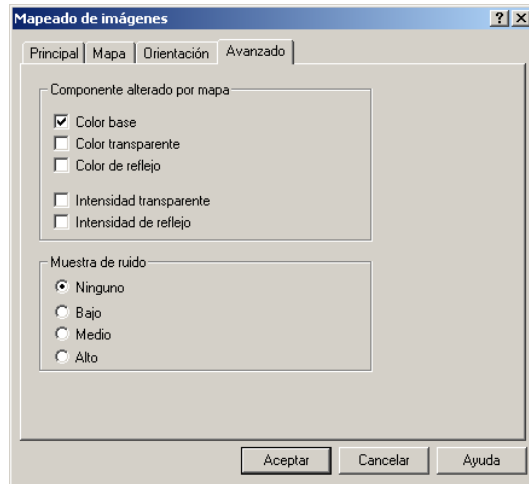 Mapeado de imágenes
Principal Mapa Orientación Avanzado
Componente alterado por mapa
Color base
Color transparente
Color de reflejo
Intensidad transparente
Intensidad de reflejo
Muestra de ruido
Ninguno
Bajo
Medio
Alto
Aceptar Cancelar Ayuda